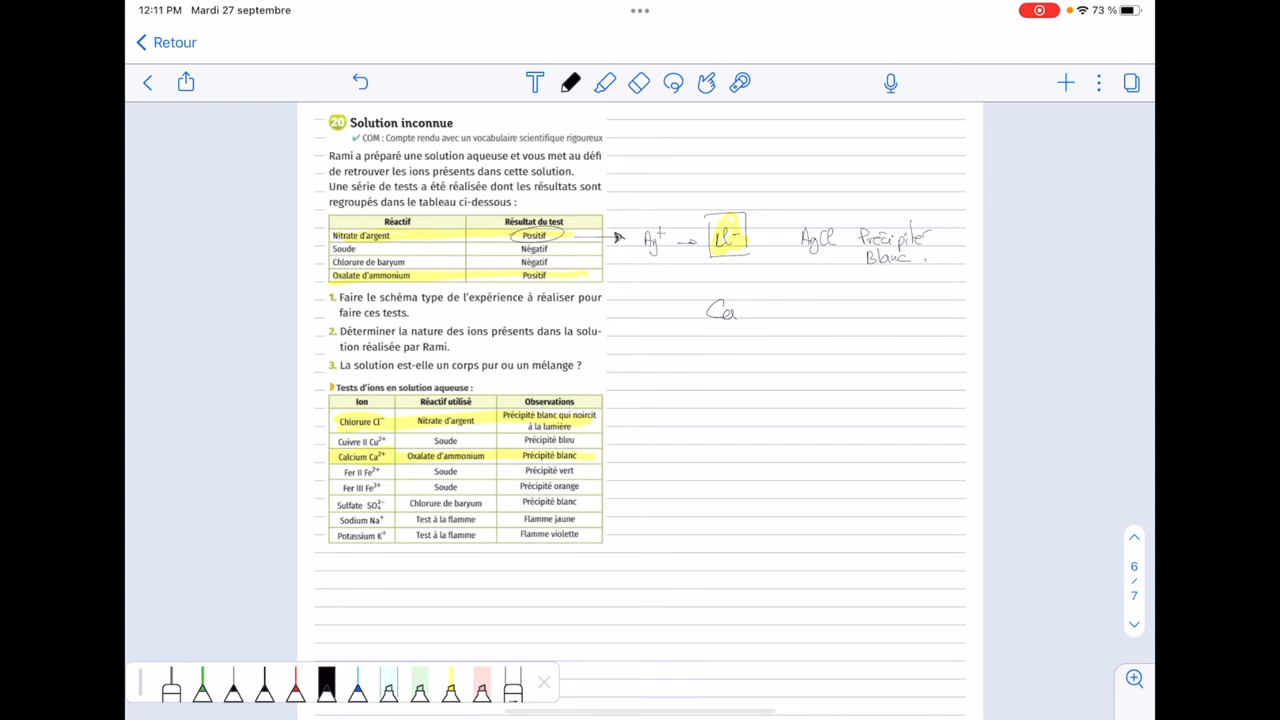 12:11 PM Mardi 27 septembre
73 %
Retour
20 Solution inconnue
✔ COM : Compte rendu avec un vocabulaire scientifique rigoureux
Rami a préparé une solution aqueuse et vous met au défi
de retrouver les ions présents dans cette solution.
Une série de tests a été réalisée dont les résultats sont
regroupés dans le tableau ci-dessous :
Réactif Résultat du test
Nitrate d'argent Positif
Soude Négatif
Chlorure de baryum Négatif
Oxalate d'ammonium Positif
Ag⁺ → Cl⁻ AgCl Précipiter
Blanc .
Ca
1. Faire le schéma type de l'expérience à réaliser pour
faire ces tests.
2. Déterminer la nature des ions présents dans la solu-
tion réalisée par Rami.
3. La solution est-elle un corps pur ou un mélange ?
Tests d'ions en solution aqueuse :
Ion Réactif utilisé Observations
Chlorure Cl⁻ Nitrate d'argent Précipité blanc qui noircit
à la lumière
Cuivre II Cu²⁺ Soude Précipité bleu
Calcium Ca²⁺ Oxalate d'ammonium Précipité blanc
Fer II Fe²⁺ Soude Précipité vert
Fer III Fe³⁺ Soude Précipité orange
Sulfate SO₄²⁻ Chlorure de baryum Précipité blanc
Sodium Na⁺ Test à la flamme Flamme jaune
Potassium K⁺ Test à la flamme Flamme violette
6
/
7